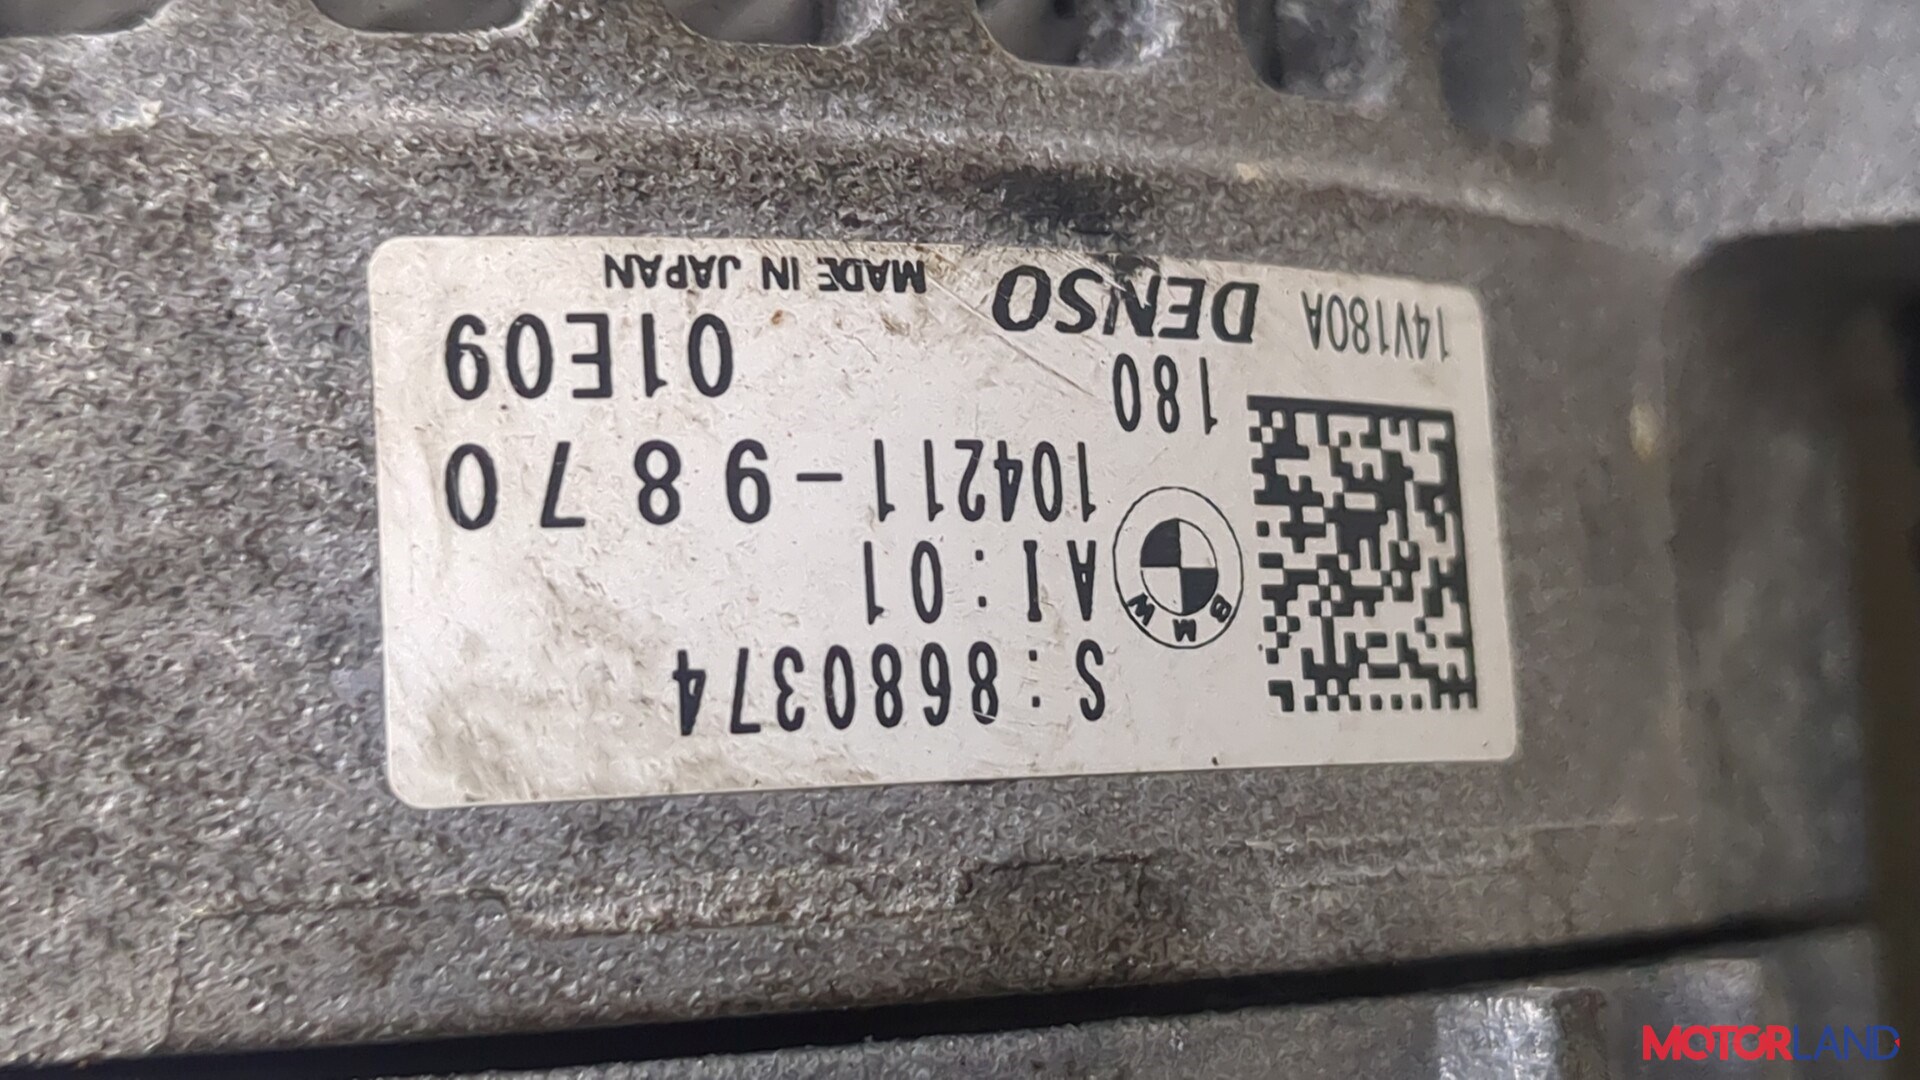 S:8680374
BMW
AI:01
104211-9870
180 01E09
14V180A DENSO MADE IN JAPAN
MOTORLAND